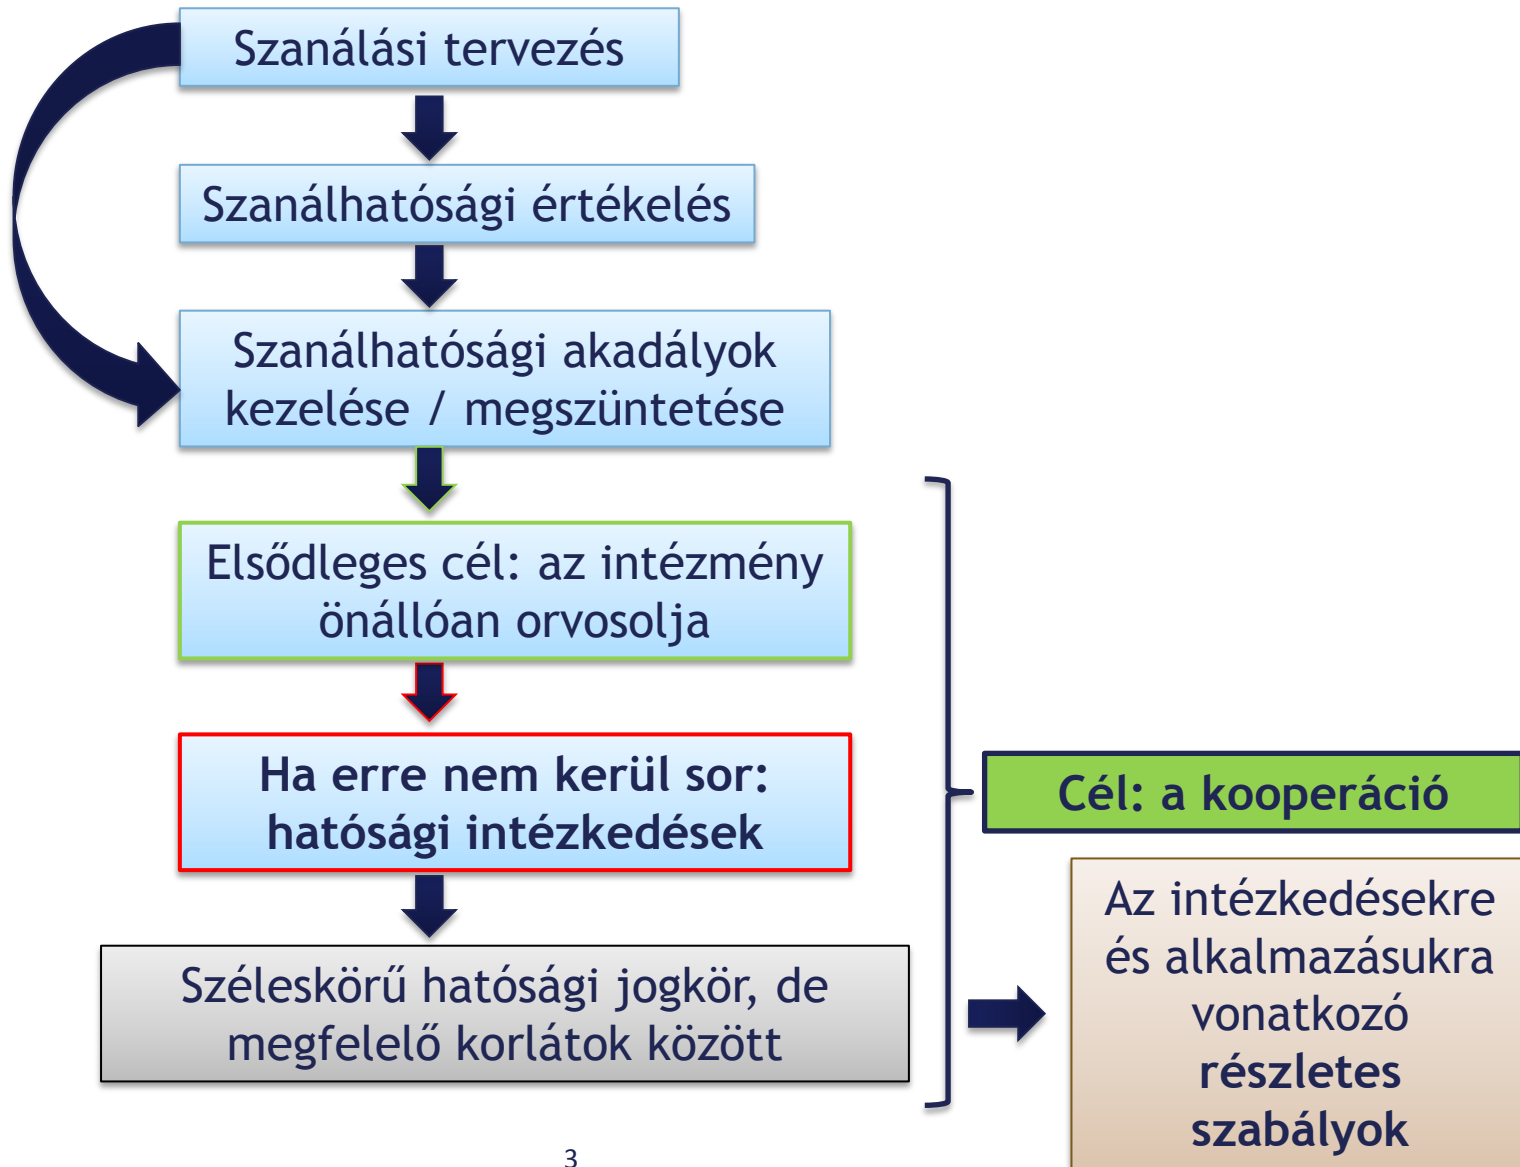 Szanálási tervezés
Szanálhatósági értékelés
Szanálhatósági akadályok
kezelése / megszüntetése
Elsődleges cél: az intézmény
önállóan orvosolja
Ha erre nem kerül sor:
hatósági intézkedések
Cél: a kooperáció
Széleskörű hatósági jogkör, de
megfelelő korlátok között
Az intézkedésekre
és alkalmazásukra
vonatkozó
részletes
szabályok
3